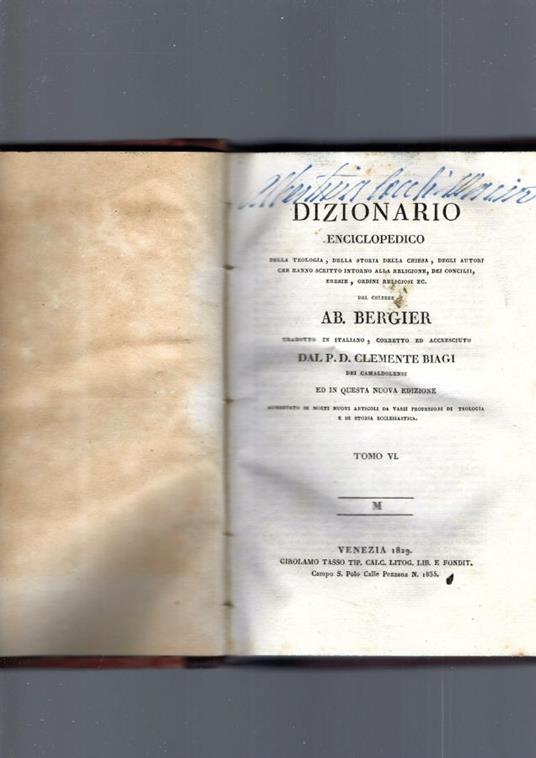 DIZIONARIO
ENCICLOPEDICO
DELLA TEOLOGIA, DELLA STORIA DELLA CHIESA, DEGLI AUTORI
CHE HANNO SCRITTO INTORNO ALLA RELIGIONE, DEI CONCILII,
ERESIE, ORDINI RELIGIOSI EC.
DEL CELEBRE
AB. BERGIER
TRADOTTO IN ITALIANO, CORRETTO ED ACCRESCIUTO
DAL P. D. CLEMENTE BIAGI
DEI CAMALDOLENSI
ED IN QUESTA NUOVA EDIZIONE
AUMENTATO DI MOLTI NUOVI ARTICOLI DA VARII PROFESSORI DI TEOLOGIA
E DI STORIA ECCLESIASTICA.
TOMO VI.
M
VENEZIA 1829.
GIROLAMO TASSO TIP. CALC. LITOG. LIB. E FONDIT.
Campo S. Polo Calle Pezzana N. 1855.